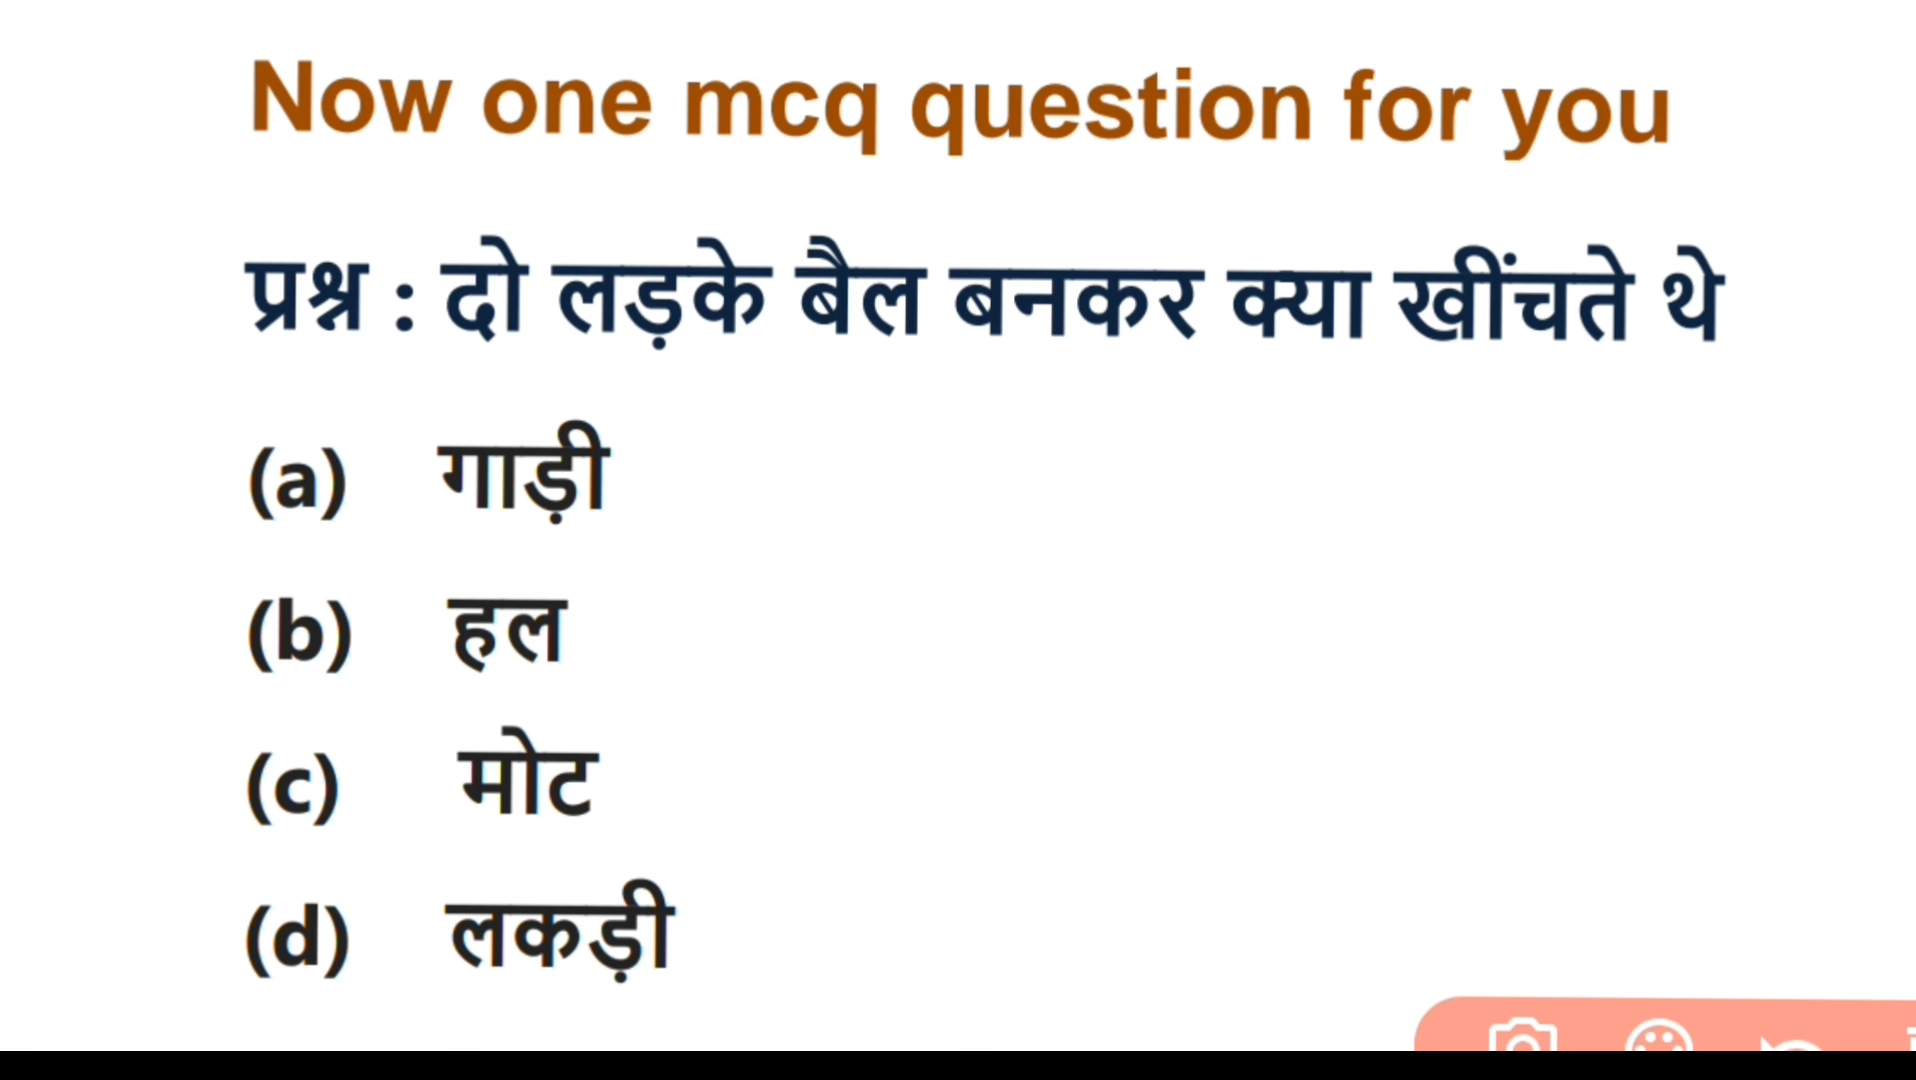 Now one mcq question for you
प्रश्न : दो लड़के बैल बनकर क्या खींचते थे
(a) गाड़ी
(b) हल
(c) मोट
(d) लकड़ी